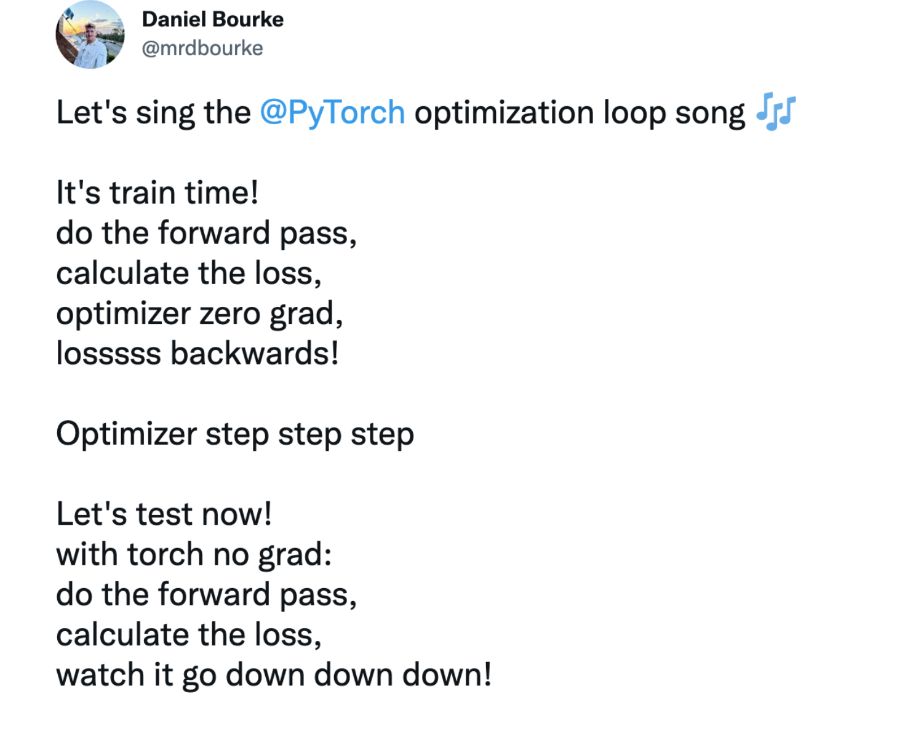 Daniel Bourke
@mrdbourke
Let's sing the @PyTorch optimization loop song 🎶
It's train time!
do the forward pass,
calculate the loss,
optimizer zero grad,
losssss backwards!
Optimizer step step step
Let's test now!
with torch no grad:
do the forward pass,
calculate the loss,
watch it go down down down!